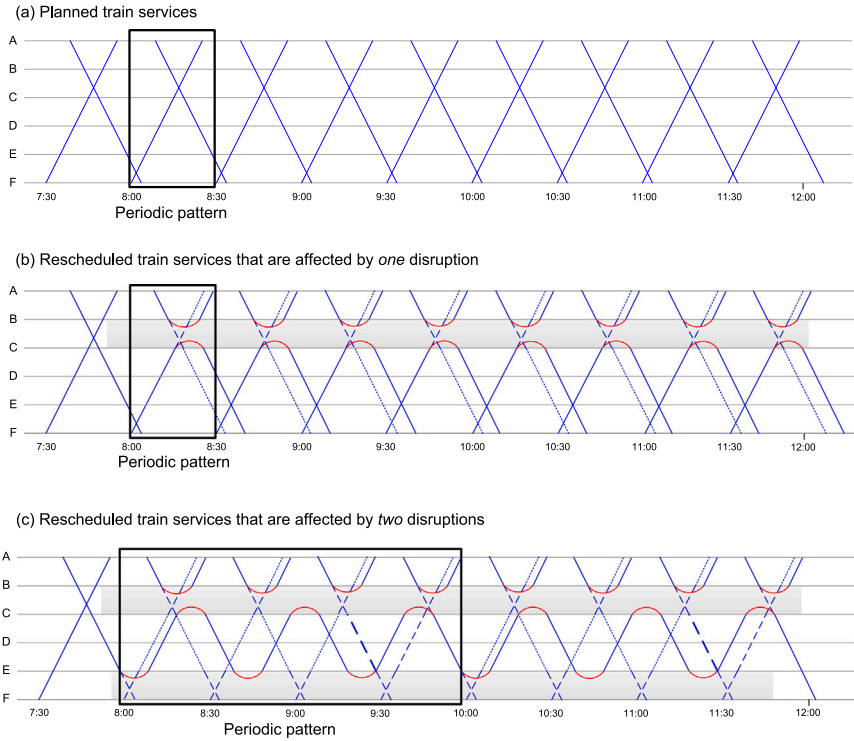 (a) Planned train services
A
B
C
D
E
F
7:30 8:00 8:30 9:00 9:30 10:00 10:30 11:00 11:30 12:00
Periodic pattern
(b) Rescheduled train services that are affected by one disruption
A
B
C
D
E
F
7:30 8:00 8:30 9:00 9:30 10:00 10:30 11:00 11:30 12:00
Periodic pattern
(c) Rescheduled train services that are affected by two disruptions
A
B
C
D
E
F
7:30 8:00 8:30 9:00 9:30 10:00 10:30 11:00 11:30 12:00
Periodic pattern